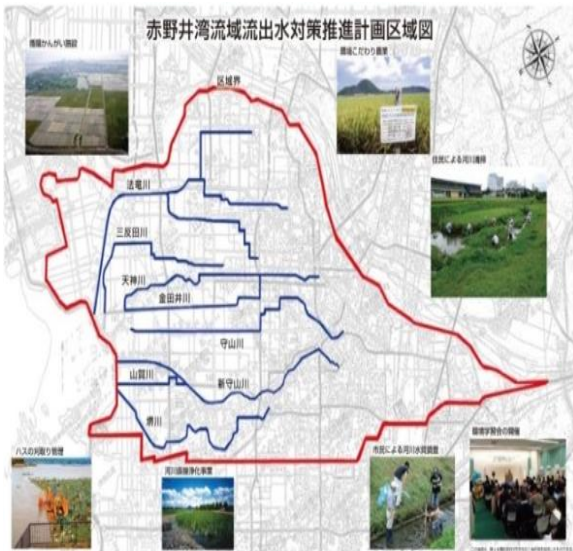 赤野井湾流域流出水対策推進計画区域図
循環かんがい施設
環境こだわり農業
区域界
住民による河川清掃
法竜川
三反田川
天神川
金田井川
守山川
山賀川
新守山川
堺川
ハスの刈取り管理
河川直接浄化事業
市民による河川水質調査
環境学習会の開催